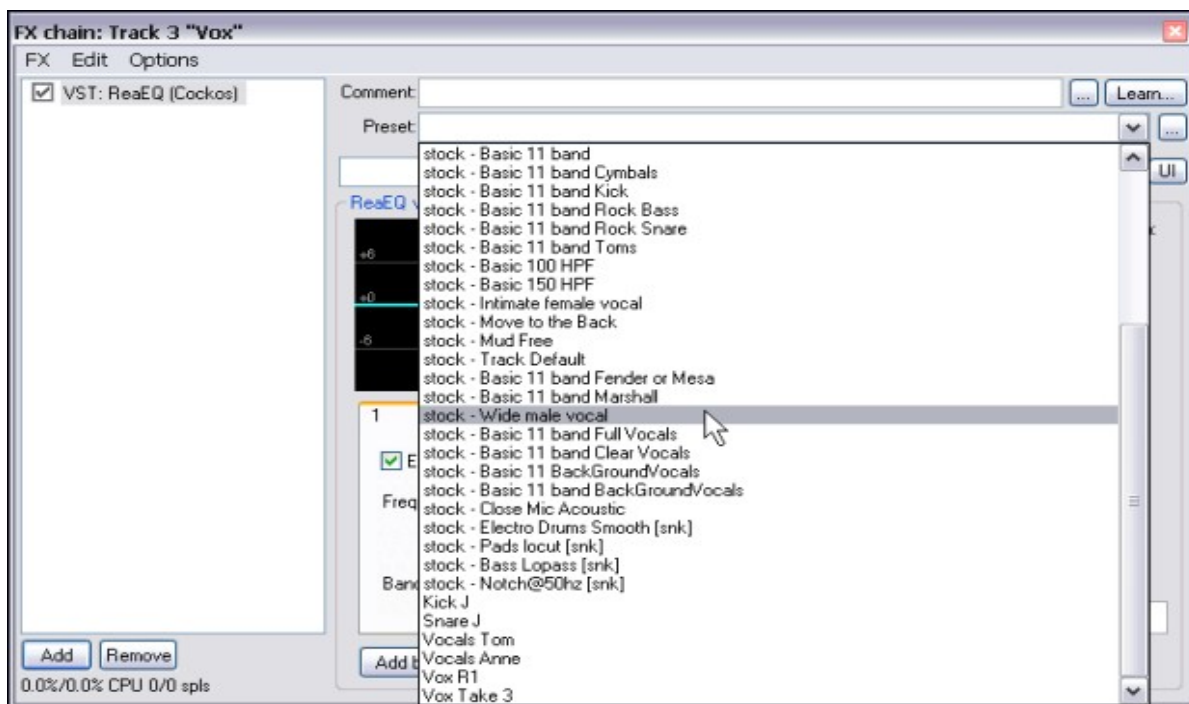 FX chain: Track 3 "Vox"
FX Edit Options
VST: ReaEQ (Cockos)
Comment: ... Learn...
Preset: ...
UI
ReaEQ
stock - Basic 11 band
stock - Basic 11 band Cymbals
stock - Basic 11 band Kick
stock - Basic 11 band Rock Bass
stock - Basic 11 band Rock Snare
stock - Basic 11 band Toms
stock - Basic 100 HPF
stock - Basic 150 HPF
stock - Intimate female vocal
stock - Move to the Back
stock - Mud Free
stock - Track Default
stock - Basic 11 band Fender or Mesa
stock - Basic 11 band Marshall
stock - Wide male vocal
stock - Basic 11 band Full Vocals
stock - Basic 11 band Clear Vocals
stock - Basic 11 BackGroundVocals
stock - Basic 11 band BackGroundVocals
stock - Close Mic Acoustic
stock - Electro Drums Smooth [snk]
stock - Pads locut [snk]
stock - Bass Lopass [snk]
stock - Notch@50hz [snk]
Kick J
Snare J
Vocals Tom
Vocals Anne
Vox R1
Vox Take 3
+6
+0
-6
1
E
Freq
Band
Add b
Add Remove
0.0%/0.0% CPU 0/0 spls